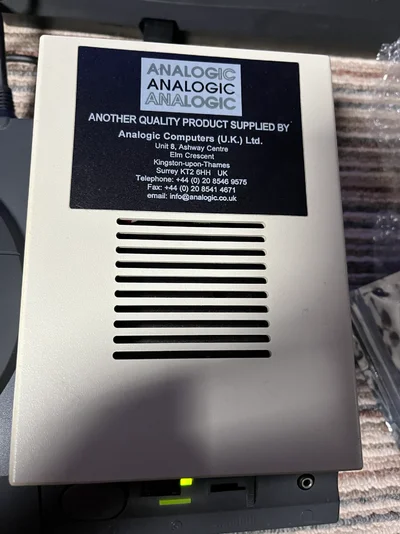 ANALOGIC
ANALOGIC
ANALOGIC
ANOTHER QUALITY PRODUCT SUPPLIED BY
Analogic Computers (U.K.) Ltd.
Unit 8, Ashway Centre
Elm Crescent
Kingston-upon-Thames
Surrey KT2 6HH UK
Telephone: +44 (0) 20 8546 9575
Fax: +44 (0) 20 8541 4671
email: info@analogic.co.uk